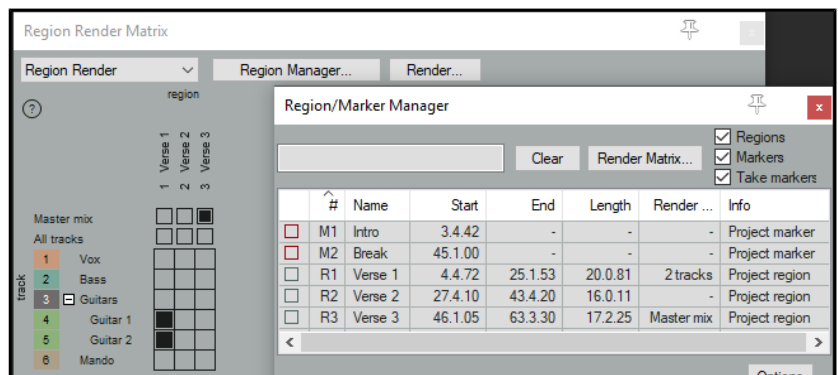 Region Render Matrix
Region Render
Region Manager...
Render...
region
Verse 1
Verse 2
Verse 3
1 2 3
Master mix
All tracks
track
1 Vox
2 Bass
3 Guitars
4 Guitar 1
5 Guitar 2
6 Mando
Region/Marker Manager
x
Clear
Render Matrix...
Regions
Markers
Take markers
# Name Start End Length Render ... Info
M1 Intro 3.4.42 - - - Project marker
M2 Break 45.1.00 - - - Project marker
R1 Verse 1 4.4.72 25.1.53 20.0.81 2 tracks Project region
R2 Verse 2 27.4.10 43.4.20 16.0.11 - Project region
R3 Verse 3 46.1.05 63.3.30 17.2.25 Master mix Project region